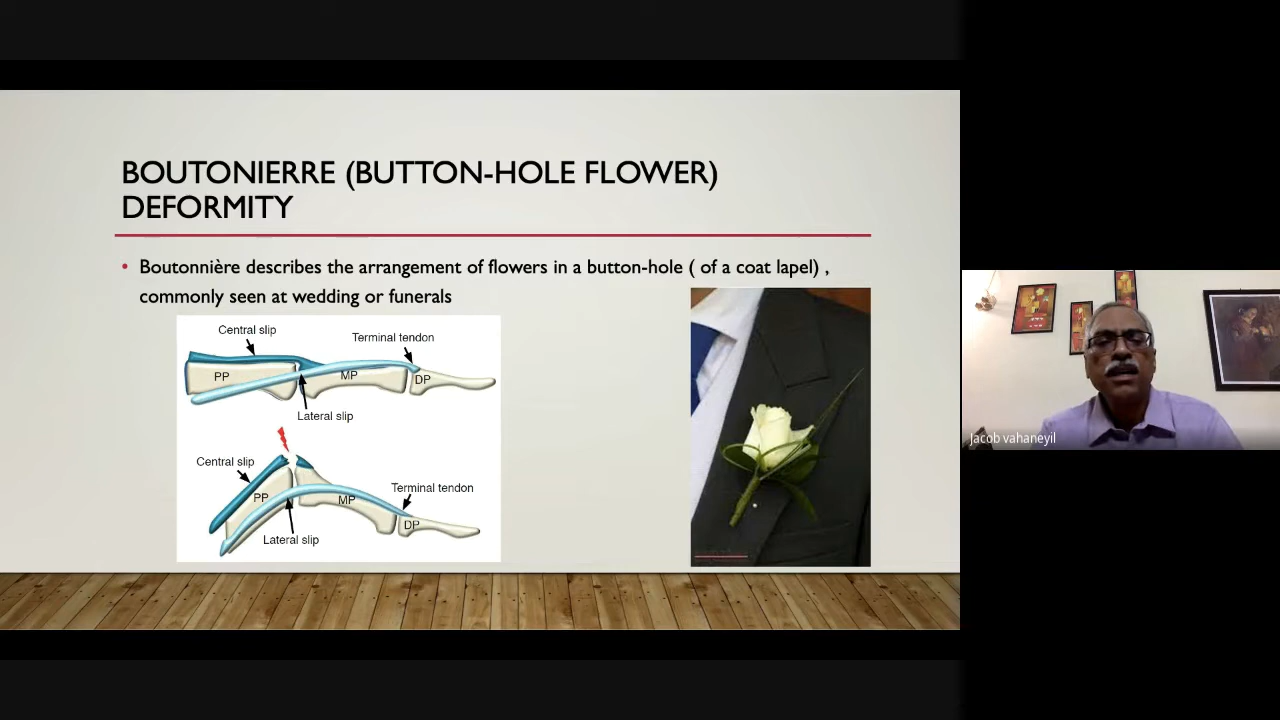 BOUTONIERRE (BUTTON-HOLE FLOWER)
DEFORMITY
• Boutonnière describes the arrangement of flowers in a button-hole ( of a coat lapel) ,
commonly seen at wedding or funerals
Central slip
Terminal tendon
PP
MP
DP
Lateral slip
Central slip
Terminal tendon
PP
MP
DP
Lateral slip
Jacob vahaneyil